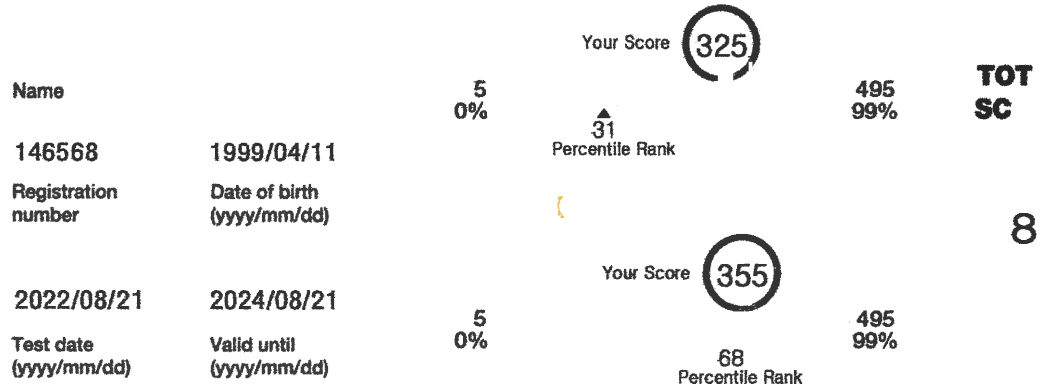 Your Score 325
Name
5
0%
495
99%
TOT
SC
31
Percentile Rank
146568 1999/04/11
Registration
number
Date of birth
(yyyy/mm/dd)
8
Your Score 355
2022/08/21 2024/08/21
5
0%
495
99%
Test date
(yyyy/mm/dd)
Valid until
(yyyy/mm/dd)
68
Percentile Rank